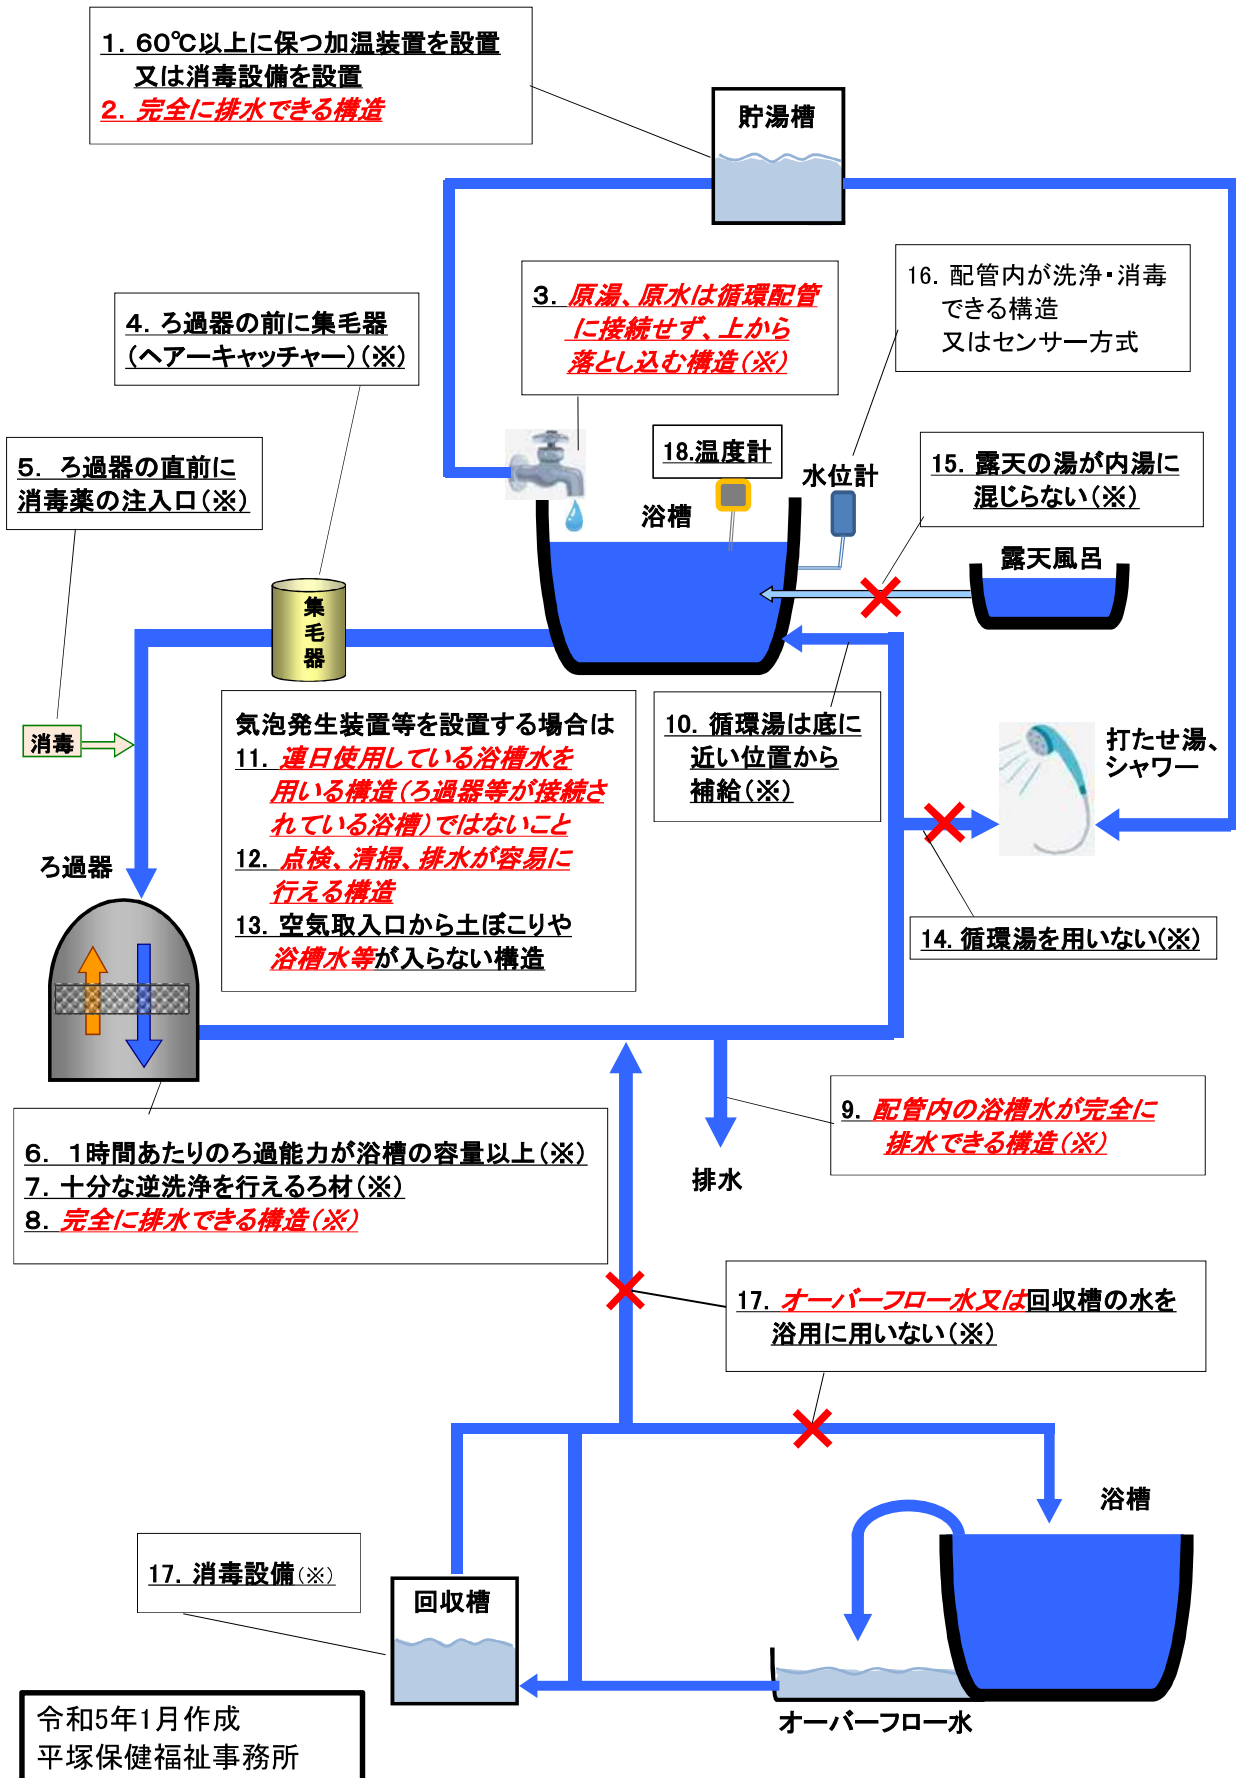 1. 60℃以上に保つ加温装置を設置
又は消毒設備を設置
2. 完全に排水できる構造
貯湯槽
16. 配管内が洗浄・消毒
できる構造
又はセンサー方式
3. 原湯、原水は循環配管
に接続せず、上から
落とし込む構造(※)
4. ろ過器の前に集毛器
(ヘアーキャッチャー)(※)
5. ろ過器の直前に
消毒薬の注入口(※)
18.温度計
水位計
浴槽
15. 露天の湯が内湯に
混じらない(※)
露天風呂
集
毛
器
消毒
気泡発生装置等を設置する場合は
11. 連日使用している浴槽水を
用いる構造(ろ過器等が接続さ
れている浴槽)ではないこと
12. 点検、清掃、排水が容易に
行える構造
13. 空気取入口から土ぼこりや
浴槽水等が入らない構造
10. 循環湯は底に
近い位置から
補給(※)
打たせ湯、
シャワー
ろ過器
14. 循環湯を用いない(※)
6. 1時間あたりのろ過能力が浴槽の容量以上(※)
7. 十分な逆洗浄を行えるろ材(※)
8. 完全に排水できる構造(※)
9. 配管内の浴槽水が完全に
排水できる構造(※)
排水
17. オーバーフロー水又は回収槽の水を
浴用に用いない(※)
浴槽
17. 消毒設備(※)
回収槽
オーバーフロー水
令和5年1月作成
平塚保健福祉事務所